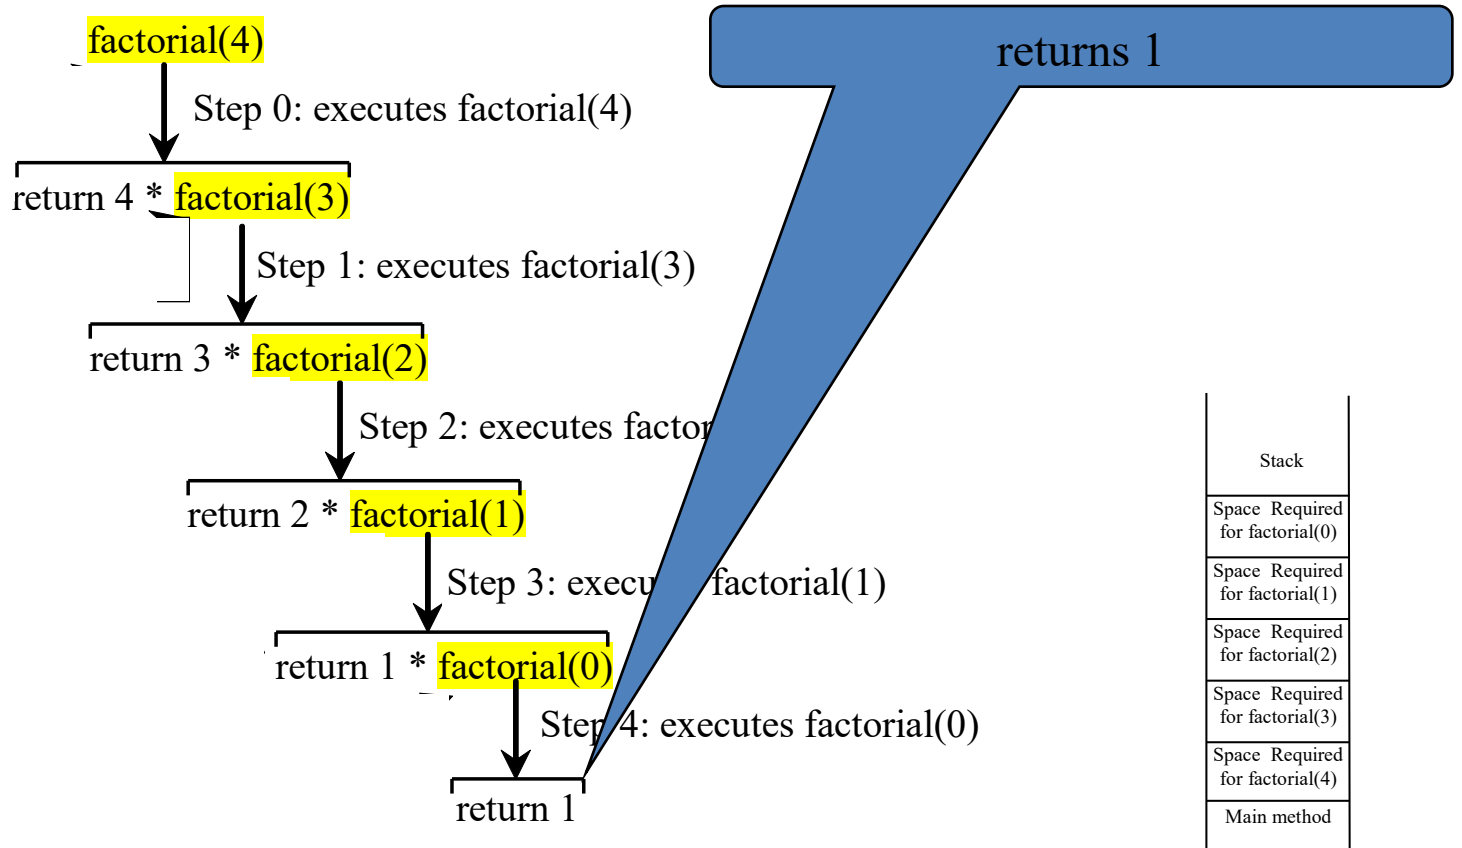 factorial(4)
returns 1
Step 0: executes factorial(4)
return 4 * factorial(3)
Step 1: executes factorial(3)
return 3 * factorial(2)
Step 2: executes factor
return 2 * factorial(1)
Step 3: execu factorial(1)
return 1 * factorial(0)
Step 4: executes factorial(0)
return 1
Stack
Space Required
for factorial(0)
Space Required
for factorial(1)
Space Required
for factorial(2)
Space Required
for factorial(3)
Space Required
for factorial(4)
Main method